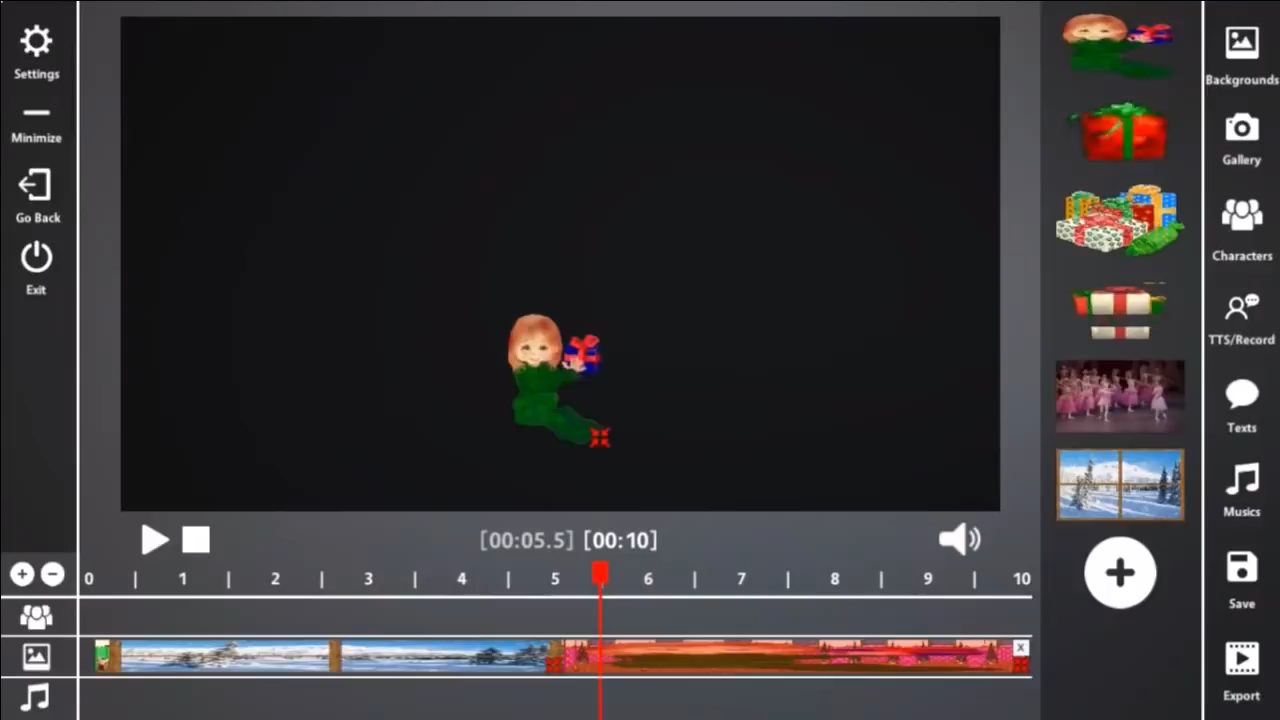 Settings
Minimize
Go Back
Exit
[00:05.5] [00:10]
0 | 1 | 2 | 3 | 4 | 5 6 | 7 | 8 | 9 | 10
X
Backgrounds
Gallery
Characters
TTS/Record
Texts
Musics
Save
Export